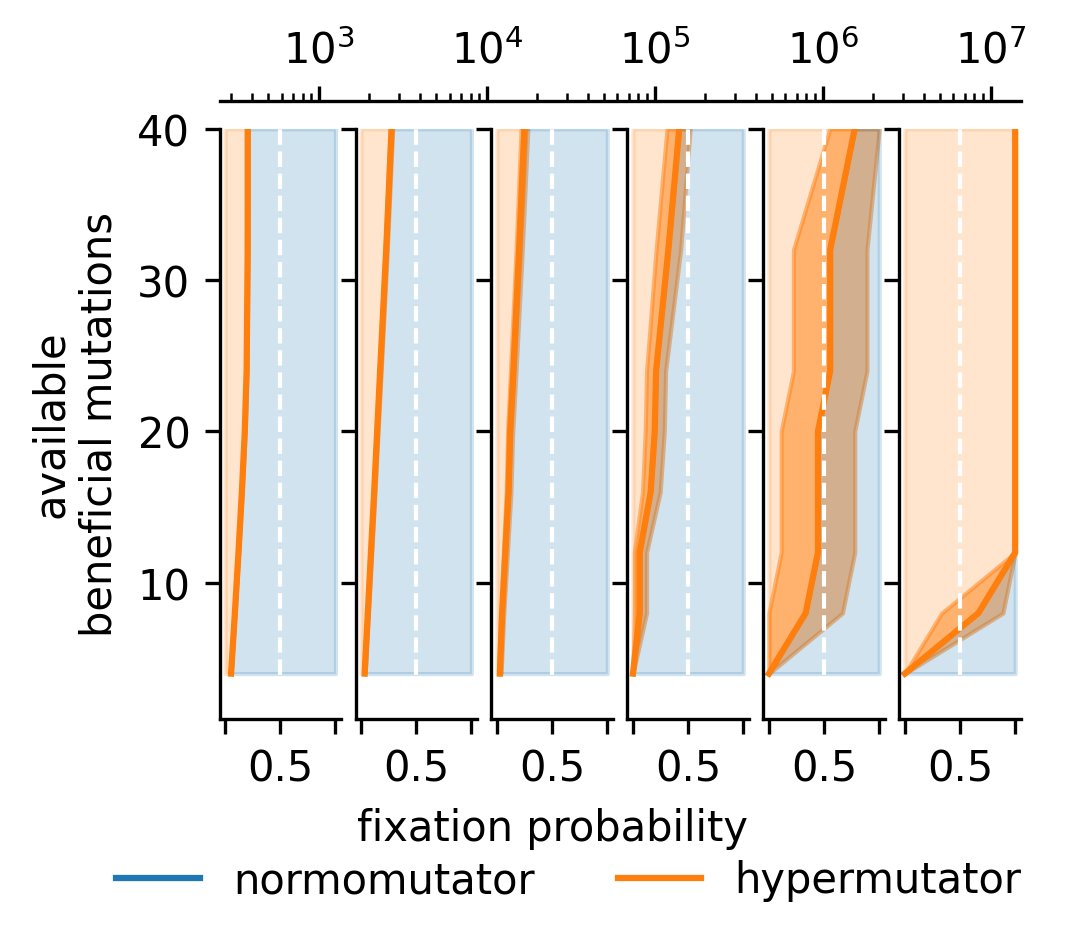 10³ 10⁴ 10⁵ 10⁶ 10⁷
40
30
20
10
available
beneficial mutations
0.5 0.5 0.5 0.5 0.5 0.5
fixation probability
normomutator hypermutator